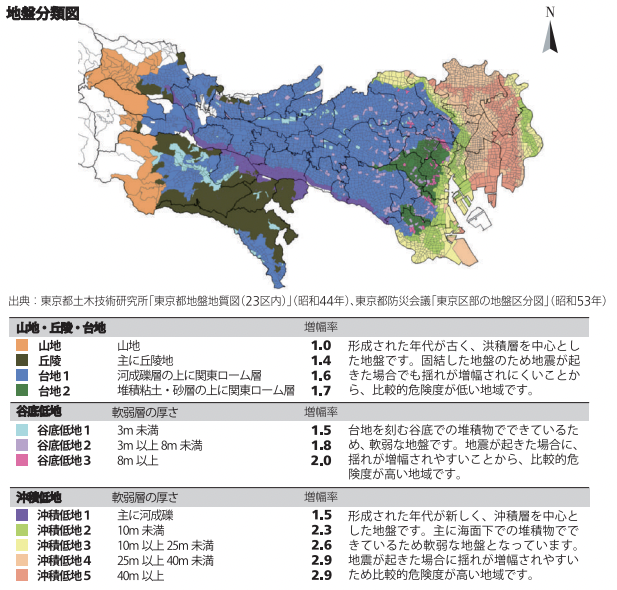 地盤分類図
N
出典：東京都土木技術研究所「東京都地盤地質図(23区内)」(昭和44年)、東京都防災会議「東京区部の地盤区分図」(昭和53年)
山地・丘陵・台地 増幅率
山地 山地 1.0
丘陵 主に丘陵地 1.4
台地1 河成礫層の上に関東ローム層 1.6
台地2 堆積粘土・砂層の上に関東ローム層 1.7
形成された年代が古く、洪積層を中心とし
た地盤です。固結した地盤のため地震が起
きた場合でも揺れが増幅されにくいことか
ら、比較的危険度が低い地域です。
谷底低地 軟弱層の厚さ 増幅率
谷底低地1 3m 未満 1.5
谷底低地2 3m 以上 8m 未満 1.8
谷底低地3 8m 以上 2.0
台地を刻む谷底での堆積物でできているた
め、軟弱な地盤です。地震が起きた場合に、
揺れが増幅されやすいことから、比較的危
険度が高い地域です。
沖積低地 軟弱層の厚さ 増幅率
沖積低地1 主に河成礫 1.5
沖積低地2 10m 未満 2.3
沖積低地3 10m 以上 25m 未満 2.6
沖積低地4 25m 以上 40m 未満 2.9
沖積低地5 40m 以上 2.9
形成された年代が新しく、沖積層を中心と
した地盤です。主に海面下での堆積物でで
きているため軟弱な地盤となっています。
地震が起きた場合に揺れが増幅されやすい
ため比較的危険度が高い地域です。